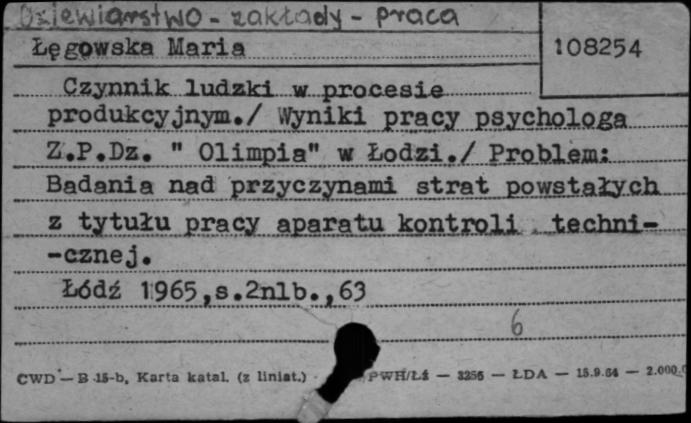 Dziewiarstwo - zakłady - praca
Łęgowska Maria
108254
Czynnik ludzki w procesie
produkcyjnym./ Wyniki pracy psychologa
Z.P.Dz. " Olimpia" w Łodzi./ Problem:
Badania nad przyczynami strat powstałych
z tytułu pracy aparatu kontroli techni-
-cznej.
Łódź 1965,s.2nlb.,63
6
CWD — B 15-b, Karta katal. (z liniat.) PWH/Łź — 3256 — ŁDA — 15.9.64 — 2.000.0